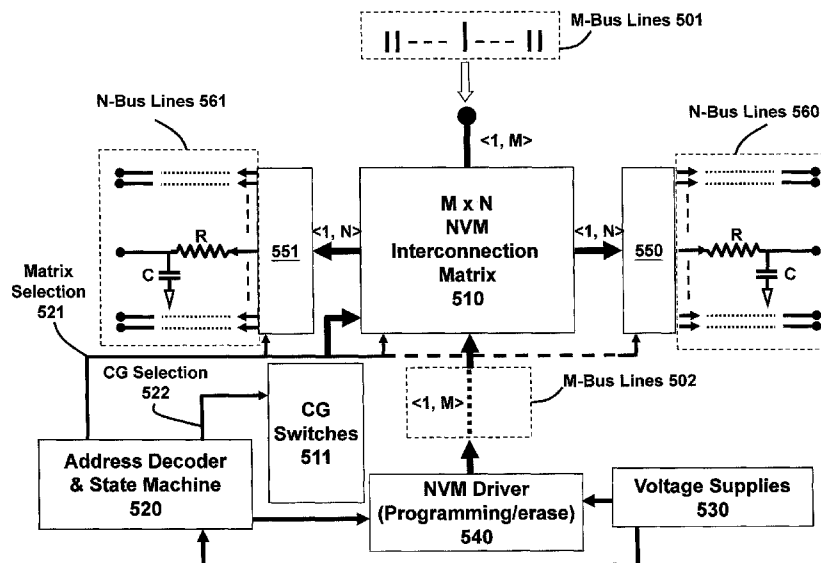 M-Bus Lines 501
N-Bus Lines 561
N-Bus Lines 560
<1, M>
M x N
NVM
Interconnection
Matrix
510
<1, N>
<1, N>
551
550
R
C
R
C
Matrix
Selection
521
CG Selection
522
CG
Switches
511
<1, M>
M-Bus Lines 502
Address Decoder
& State Machine
520
NVM Driver
(Programming/erase)
540
Voltage Supplies
530